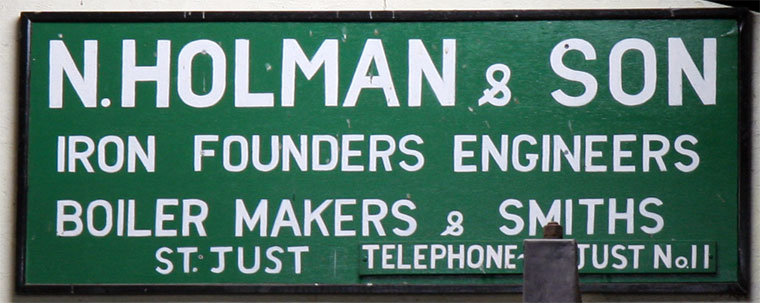 N. HOLMAN & SON
IRON FOUNDERS ENGINEERS
BOILER MAKERS & SMITHS
ST. JUST TELEPHONE~ JUST No. 11